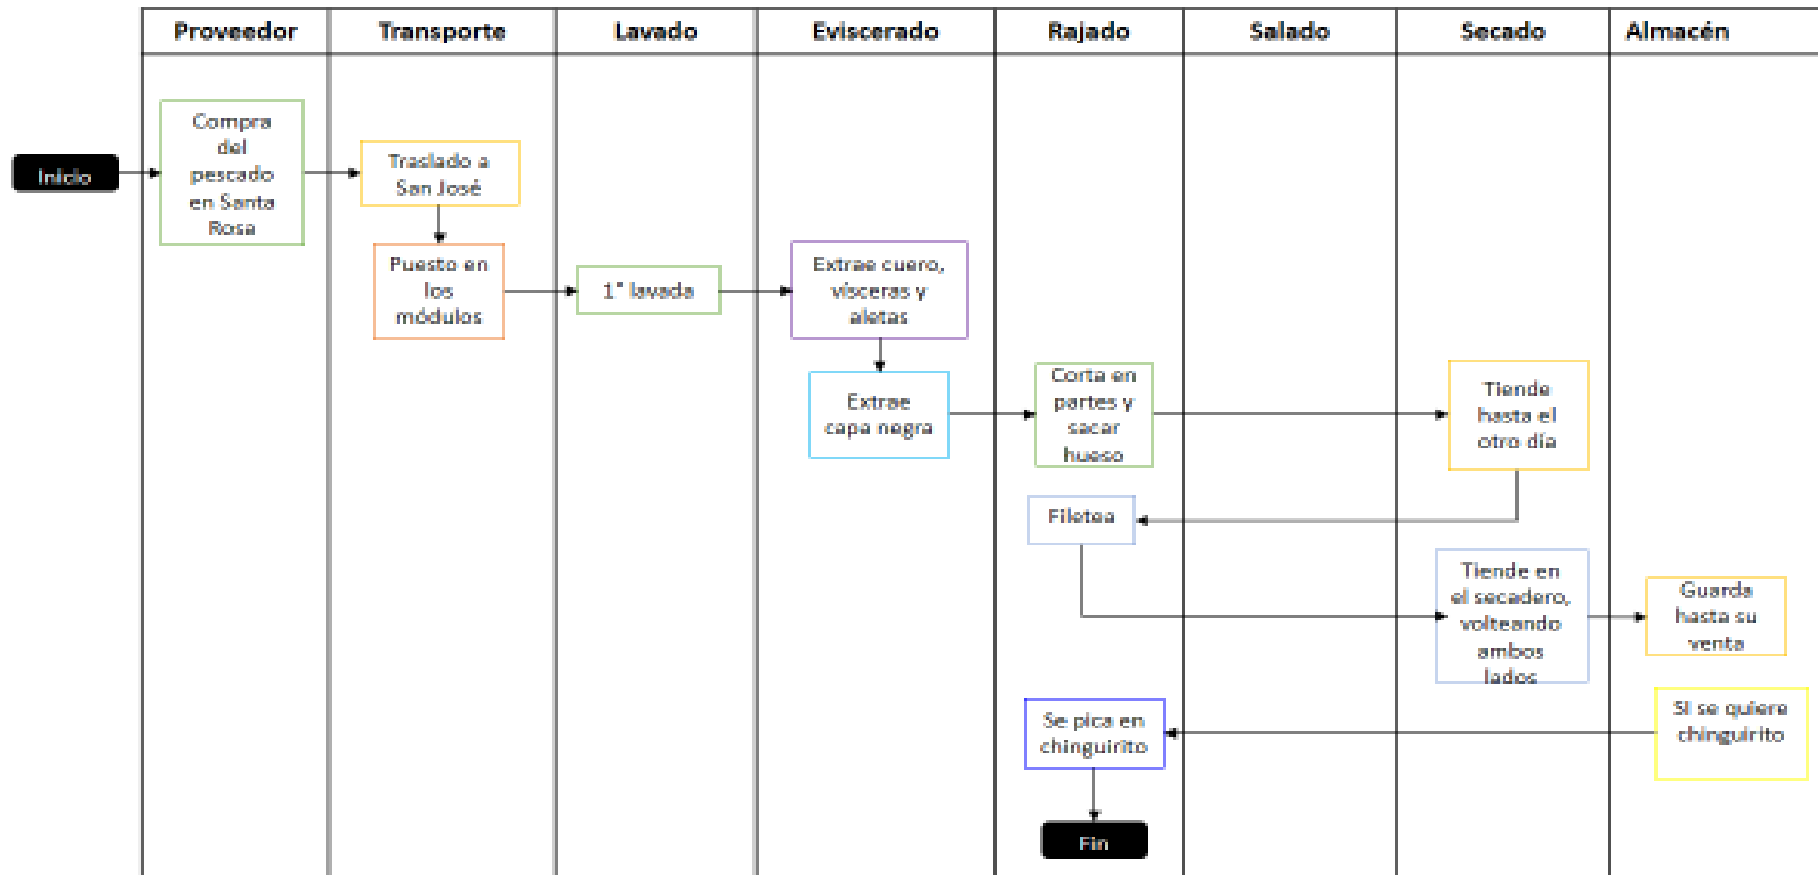 Proveedor Transporte Lavado Eviscerado Rajado Salado Secado Almacén
Inicio
Compra
del
pescado
en Santa
Rosa
Traslado a
San José
Puesto en
los
módulos
1° lavada
Extrae cuero,
vísceras y
aletas
Extrae
capa negra
Corta en
partes y
sacar
hueso
Tiende
hasta el
otro día
Filetea
Tiende en
el secadero,
volteando
ambos
lados
Guarda
hasta su
venta
Si se quiere
chinguirito
Se pica en
chinguirito
Fin